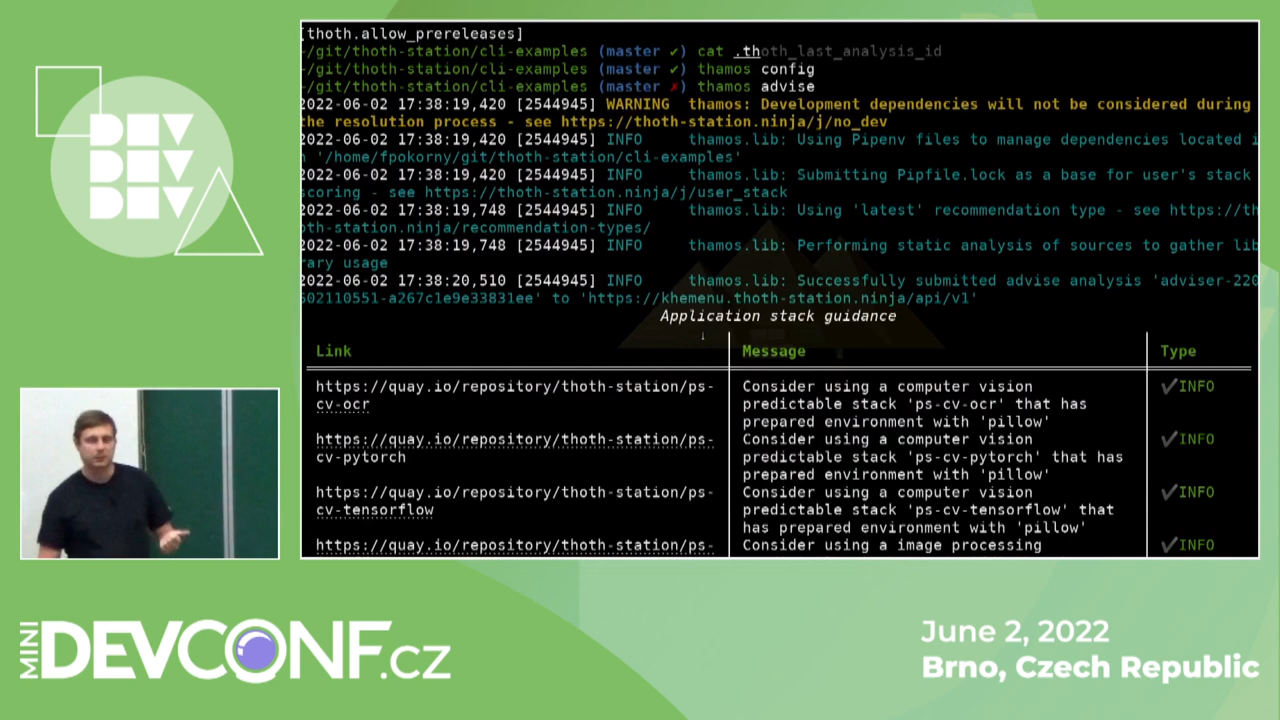 DEV
DEV
DEV
[thoth.allow_prereleases]
~/git/thoth-station/cli-examples (master ✔) cat .thoth_last_analysis_id
~/git/thoth-station/cli-examples (master ✔) thamos config
~/git/thoth-station/cli-examples (master ✗) thamos advise
2022-06-02 17:38:19,420 [2544945] WARNING  thamos: Development dependencies will not be considered during
the resolution process - see https://thoth-station.ninja/j/no_dev
2022-06-02 17:38:19,420 [2544945] INFO     thamos.lib: Using Pipenv files to manage dependencies located i
n '/home/fpokorny/git/thoth-station/cli-examples'
2022-06-02 17:38:19,420 [2544945] INFO     thamos.lib: Submitting Pipfile.lock as a base for user's stack
scoring - see https://thoth-station.ninja/j/user_stack
2022-06-02 17:38:19,748 [2544945] INFO     thamos.lib: Using 'latest' recommendation type - see https://th
oth-station.ninja/recommendation-types/
2022-06-02 17:38:19,748 [2544945] INFO     thamos.lib: Performing static analysis of sources to gather lib
rary usage
2022-06-02 17:38:20,510 [2544945] INFO     thamos.lib: Successfully submitted advise analysis 'adviser-220
602110551-a267c1e9e33831ee' to 'https://khemenu.thoth-station.ninja/api/v1'
Application stack guidance
↓
Link Message Type
https://quay.io/repository/thoth-station/ps- Consider using a computer vision ✔INFO
cv-ocr predictable stack 'ps-cv-ocr' that has
prepared environment with 'pillow'
https://quay.io/repository/thoth-station/ps- Consider using a computer vision ✔INFO
cv-pytorch predictable stack 'ps-cv-pytorch' that has
prepared environment with 'pillow'
https://quay.io/repository/thoth-station/ps- Consider using a computer vision ✔INFO
cv-tensorflow predictable stack 'ps-cv-tensorflow' that
has prepared environment with 'pillow'
https://quay.io/repository/thoth-station/ps- Consider using a image processing ✔INFO
MINI DEVCONF.CZ
June 2, 2022
Brno, Czech Republic